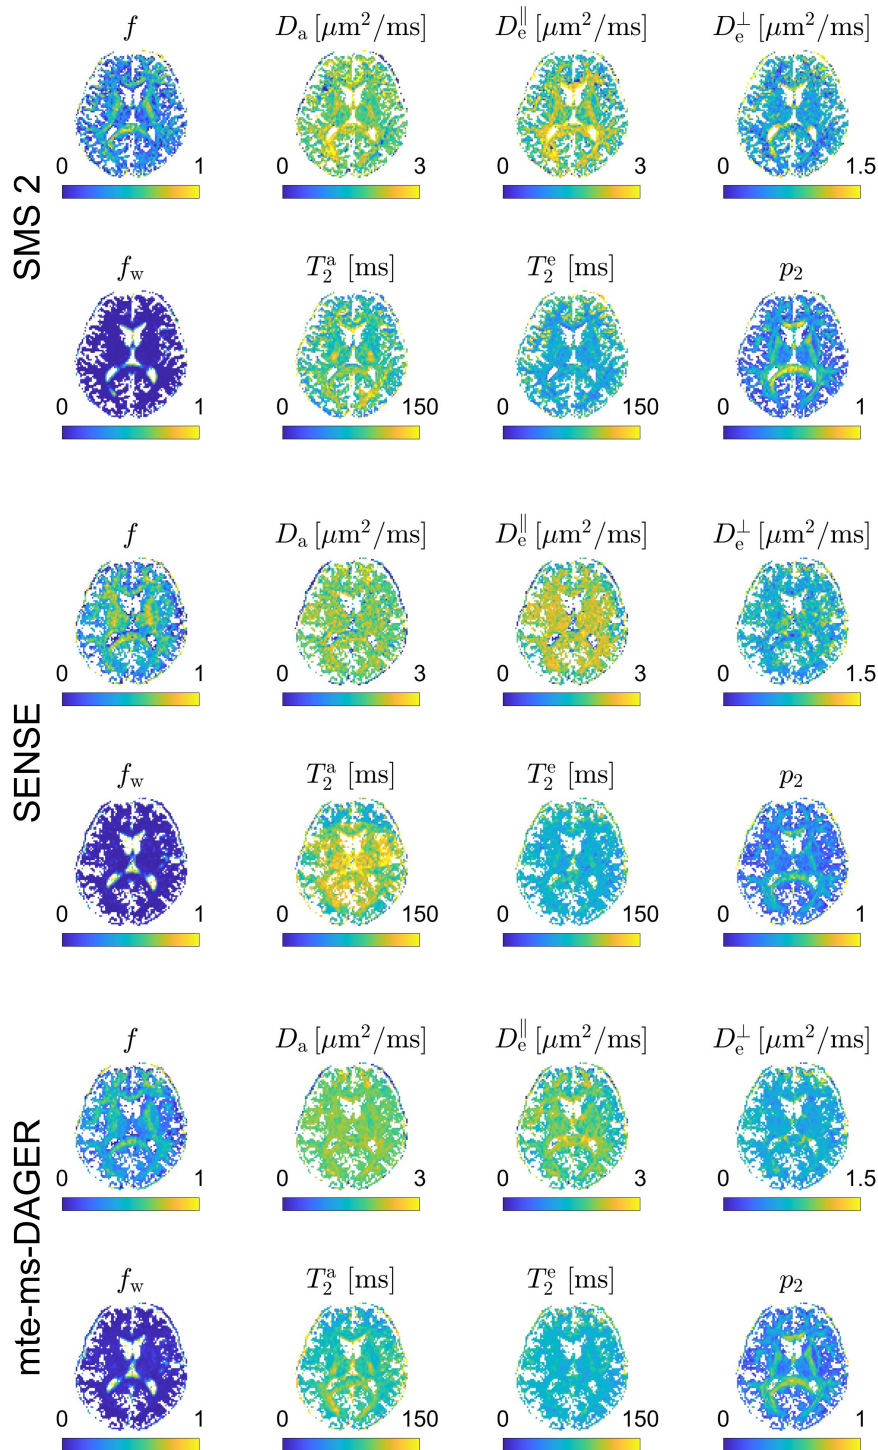 SMS 2
f Dₐ [μm²/ms] Dₑ^∥ [μm²/ms] Dₑ^⊥ [μm²/ms]
0 1 0 3 0 3 0 1.5
f_w T₂ᵃ [ms] T₂ᵉ [ms] p₂
0 1 0 150 0 150 0 1
SENSE
f Dₐ [μm²/ms] Dₑ^∥ [μm²/ms] Dₑ^⊥ [μm²/ms]
0 1 0 3 0 3 0 1.5
f_w T₂ᵃ [ms] T₂ᵉ [ms] p₂
0 1 0 150 0 150 0 1
mte-ms-DAGER
f Dₐ [μm²/ms] Dₑ^∥ [μm²/ms] Dₑ^⊥ [μm²/ms]
0 1 0 3 0 3 0 1.5
f_w T₂ᵃ [ms] T₂ᵉ [ms] p₂
0 1 0 150 0 150 0 1